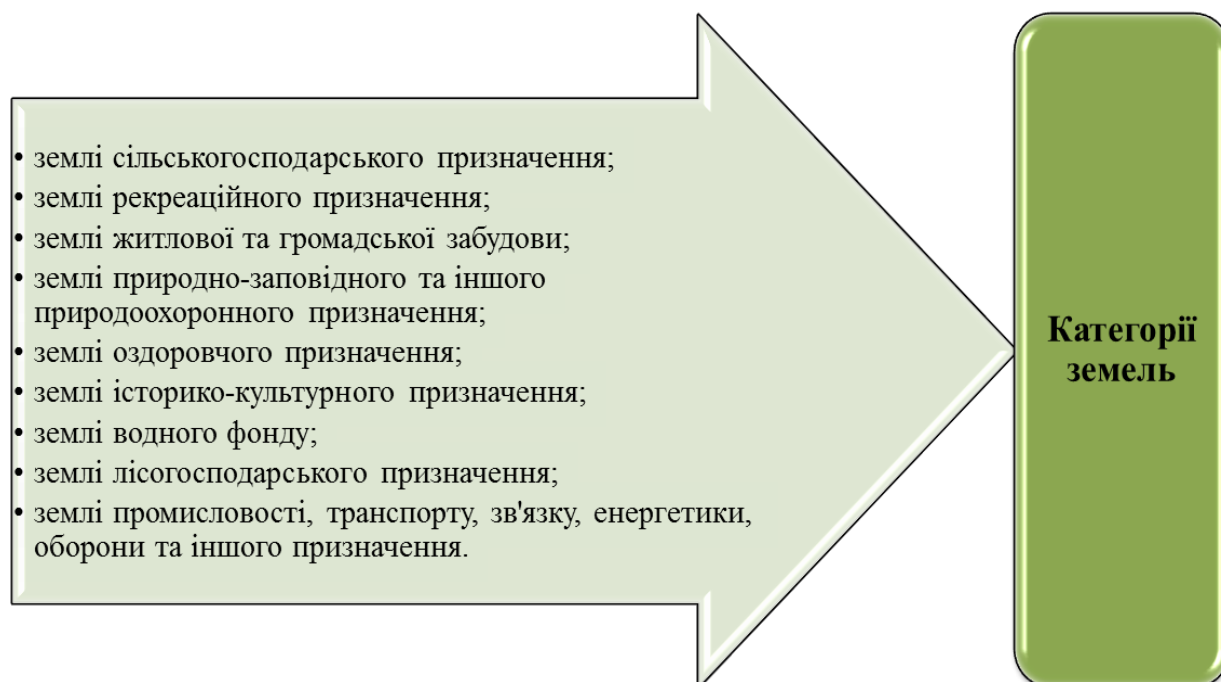 • землі сільськогосподарського призначення;
• землі рекреаційного призначення;
• землі житлової та громадської забудови;
• землі природно-заповідного та іншого
природоохоронного призначення;
• землі оздоровчого призначення;
• землі історико-культурного призначення;
• землі водного фонду;
• землі лісогосподарського призначення;
• землі промисловості, транспорту, зв'язку, енергетики,
оборони та іншого призначення.
Категорії
земель